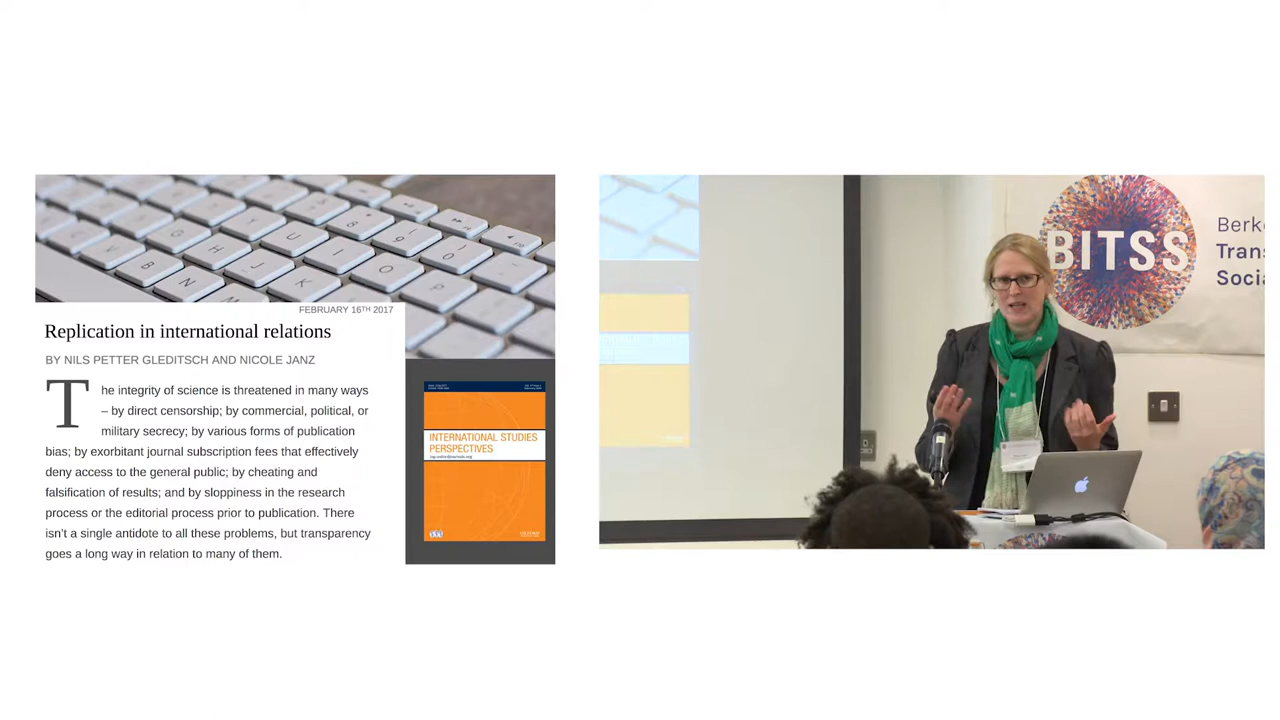 FEBRUARY 16TH 2017
Replication in international relations
BY NILS PETTER GLEDITSCH AND NICOLE JANZ
The integrity of science is threatened in many ways
– by direct censorship; by commercial, political, or
military secrecy; by various forms of publication
bias; by exorbitant journal subscription fees that effectively
deny access to the general public; by cheating and
falsification of results; and by sloppiness in the research
process or the editorial process prior to publication. There
isn't a single antidote to all these problems, but transparency
goes a long way in relation to many of them.
INTERNATIONAL STUDIES
PERSPECTIVES
BITSS
Berke
Trans
Socia